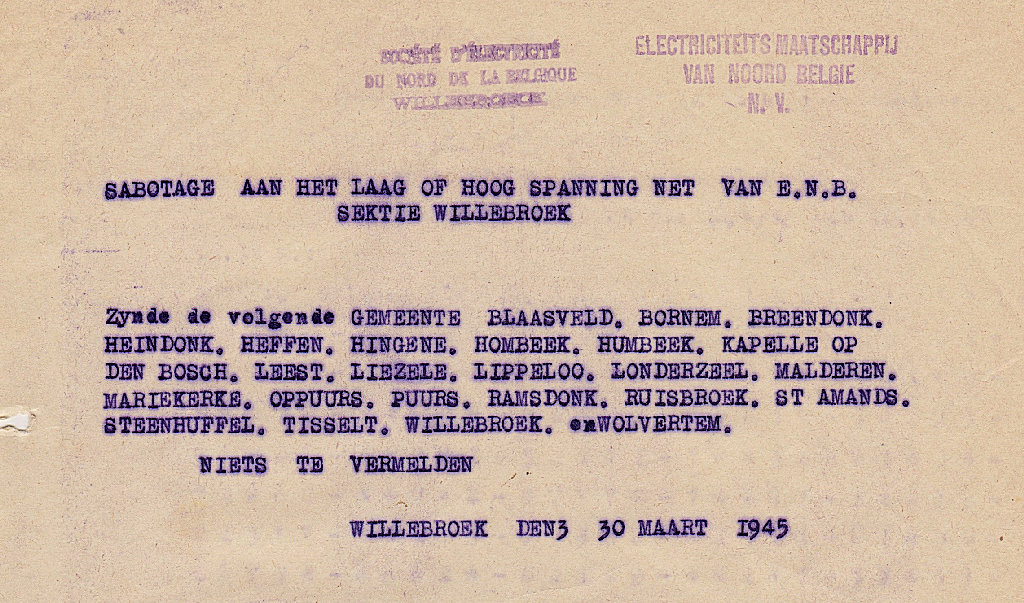 SOCIÉTÉ D'ÉLECTRICITÉ
DU NORD DE LA BELGIQUE
WILLEBROECK
ELECTRICITEITS MAATSCHAPPIJ
VAN NOORD BELGIE
N. V.
SABOTAGE AAN HET LAAG OF HOOG SPANNING NET VAN E.N.B.
SEKTIE WILLEBROEK
Zynde de volgende GEMEENTE BLAASVELD. BORNEM. BREENDONK.
HEINDONK. HEFFEN. HINGENE. HOMBEEK. HUMBEEK. KAPELLE OP
DEN BOSCH. LEEST. LIEZELE. LIPPELOO. LONDERZEEL. MALDEREN.
MARIEKERKE. OPPUURS. PUURS. RAMSDONK. RUISBROEK. ST AMANDS.
STEENHUFFEL. TISSELT. WILLEBROEK. enWOLVERTEM.
NIETS TE VERMELDEN
WILLEBROEK DEN3 30 MAART 1945